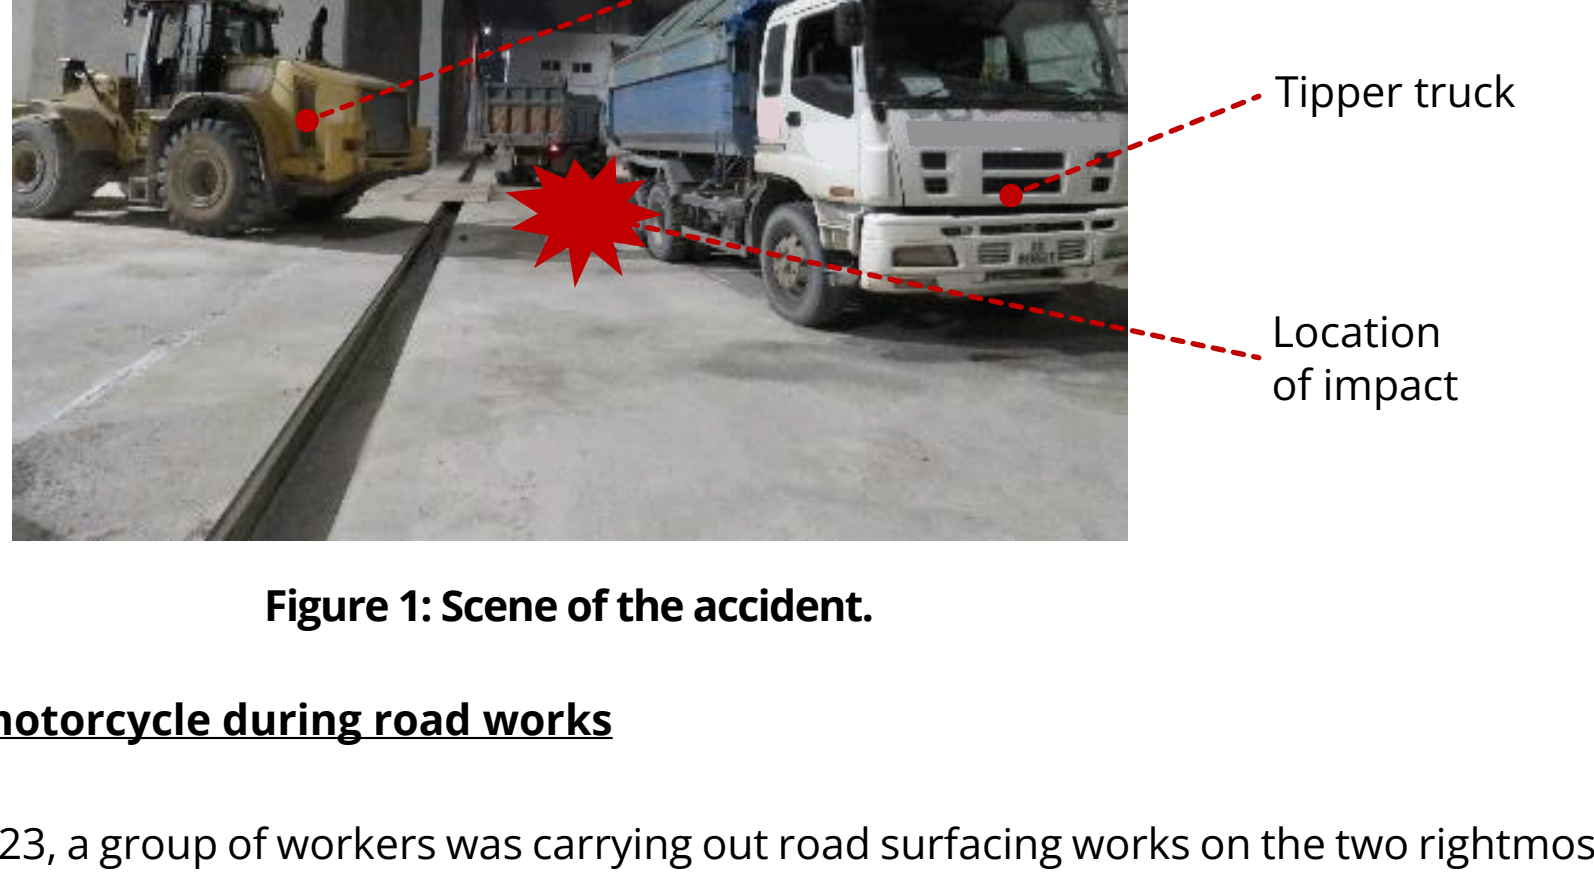 Tipper truck
Location
of impact
Figure 1: Scene of the accident.
motorcycle during road works
23, a group of workers was carrying out road surfacing works on the two rightmos